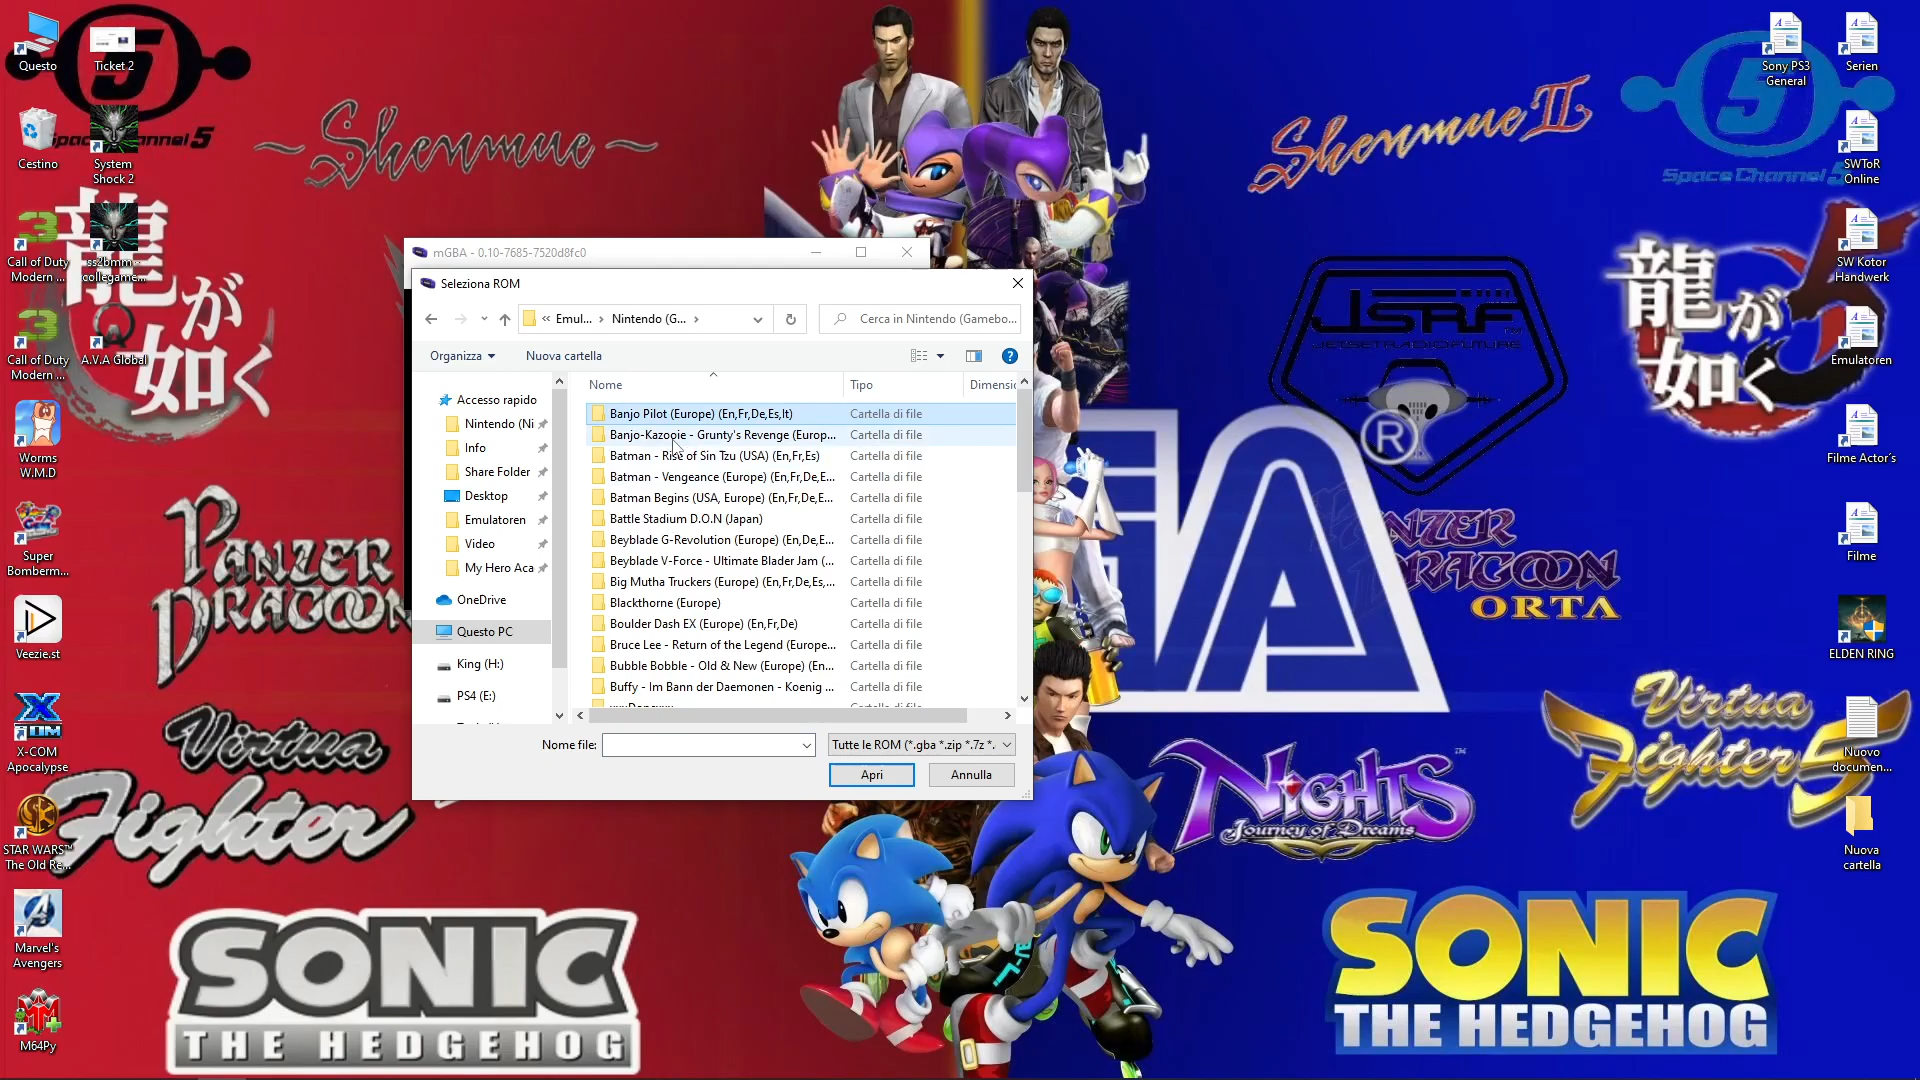 Questo
Ticket 2
Cestino
System
Shock 2
Call of Duty
Modern ...
ss2bmm -
collegame...
Call of Duty
Modern ...
A.V.A Global
Worms
W.M.D
Super
Bomberm...
Veezie.st
X-COM
Apocalypse
STAR WARS™
The Old Re...
Marvel's
Avengers
M64Py
Space Channel 5
~Shenmue~
龍が如く
PANZER
DRAGOON
Virtua
Fighter
SONIC
THE HEDGEHOG
mGBA - 0.10-7685-7520d8fc0
Seleziona ROM
« Emul... › Nintendo (G... ›
Cerca in Nintendo (Gamebo...
Organizza
Nuova cartella
Accesso rapido
Nintendo (Ni
Info
Share Folder
Desktop
Emulatoren
Video
My Hero Aca
OneDrive
Questo PC
King (H:)
PS4 (E:)
Nome Tipo Dimensic
Banjo Pilot (Europe) (En,Fr,De,Es,It) Cartella di file
Banjo-Kazooie - Grunty's Revenge (Europ... Cartella di file
Batman - Rise of Sin Tzu (USA) (En,Fr,Es) Cartella di file
Batman - Vengeance (Europe) (En,Fr,De,E... Cartella di file
Batman Begins (USA, Europe) (En,Fr,De,E... Cartella di file
Battle Stadium D.O.N (Japan) Cartella di file
Beyblade G-Revolution (Europe) (En,De,E... Cartella di file
Beyblade V-Force - Ultimate Blader Jam (... Cartella di file
Big Mutha Truckers (Europe) (En,Fr,De,Es,... Cartella di file
Blackthorne (Europe) Cartella di file
Boulder Dash EX (Europe) (En,Fr,De) Cartella di file
Bruce Lee - Return of the Legend (Europe... Cartella di file
Bubble Bobble - Old & New (Europe) (En... Cartella di file
Buffy - Im Bann der Daemonen - Koenig ... Cartella di file
Nome file:
Tutte le ROM (*.gba *.zip *.7z *.
Apri
Annulla
Shenmue II
Space Channel 5
JSRF™
JETSETRADIOFUTURE
®
龍が如く5
PANZER
DRAGOON
ORTA
NiGHTS™
Journey of Dreams
Virtua
Fighter 5
SONIC
THE HEDGEHOG
Sony PS3
General
Serien
SWToR
Online
SW Kotor
Handwerk
Emulatoren
Filme Actor´s
Filme
ELDEN RING
Nuovo
documen...
Nuova
cartella